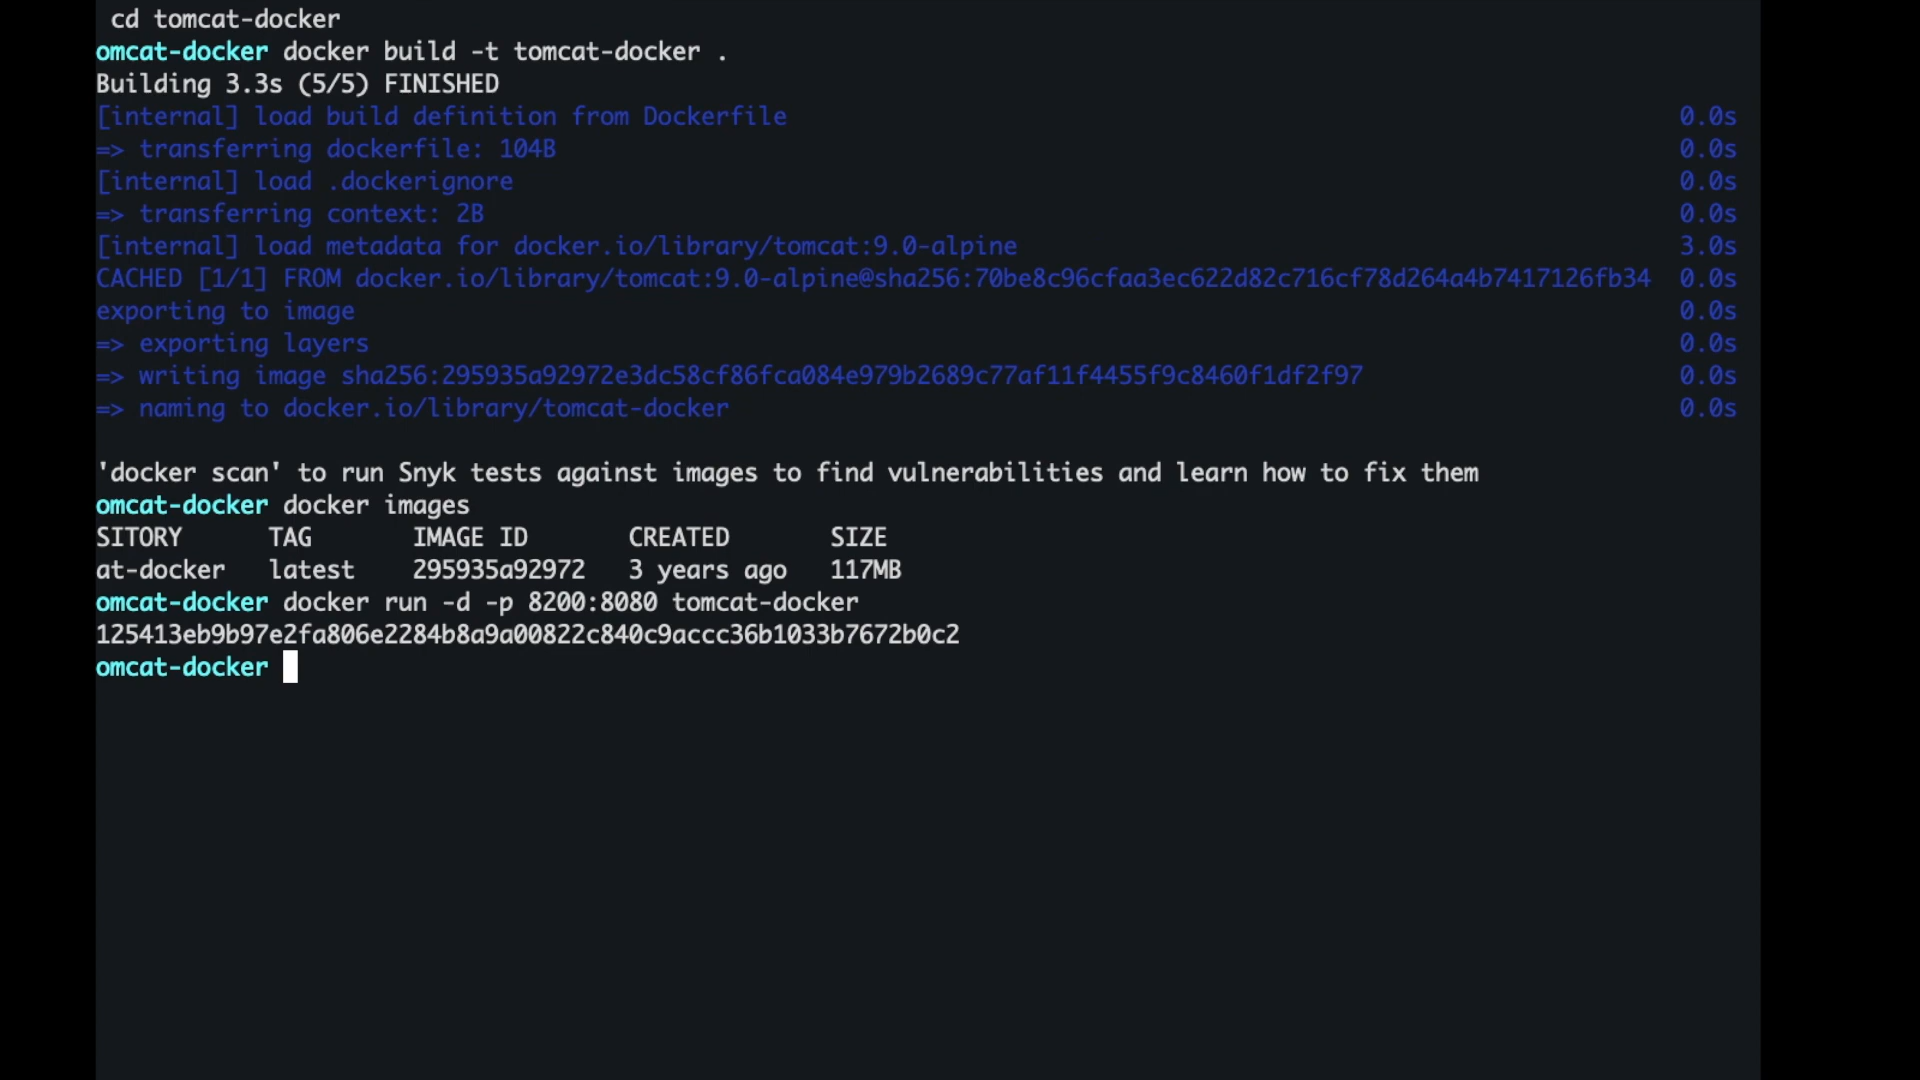 cd tomcat-docker
omcat-docker docker build -t tomcat-docker .
Building 3.3s (5/5) FINISHED
[internal] load build definition from Dockerfile 0.0s
=> transferring dockerfile: 104B 0.0s
[internal] load .dockerignore 0.0s
=> transferring context: 2B 0.0s
[internal] load metadata for docker.io/library/tomcat:9.0-alpine 3.0s
CACHED [1/1] FROM docker.io/library/tomcat:9.0-alpine@sha256:70be8c96cfaa3ec622d82c716cf78d264a4b7417126fb34 0.0s
exporting to image 0.0s
=> exporting layers 0.0s
=> writing image sha256:295935a92972e3dc58cf86fca084e979b2689c77af11f4455f9c8460f1df2f97 0.0s
=> naming to docker.io/library/tomcat-docker 0.0s
'docker scan' to run Snyk tests against images to find vulnerabilities and learn how to fix them
omcat-docker docker images
SITORY TAG IMAGE ID CREATED SIZE
at-docker latest 295935a92972 3 years ago 117MB
omcat-docker docker run -d -p 8200:8080 tomcat-docker
125413eb9b97e2fa806e2284b8a9a00822c840c9accc36b1033b7672b0c2
omcat-docker